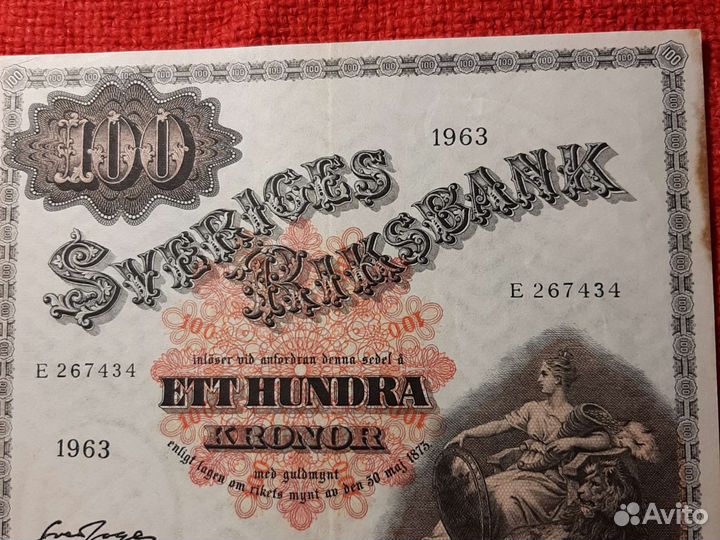 100
1963
SVERIGES
RIKSBANK
E 267434
100 001
inlöser vid anfordran denna sedel å
E 267434
ETT HUNDRA
KRONOR
1963
med guldmynt
enligt lagen om rikets mynt av den 30 maj 1873.
Avito